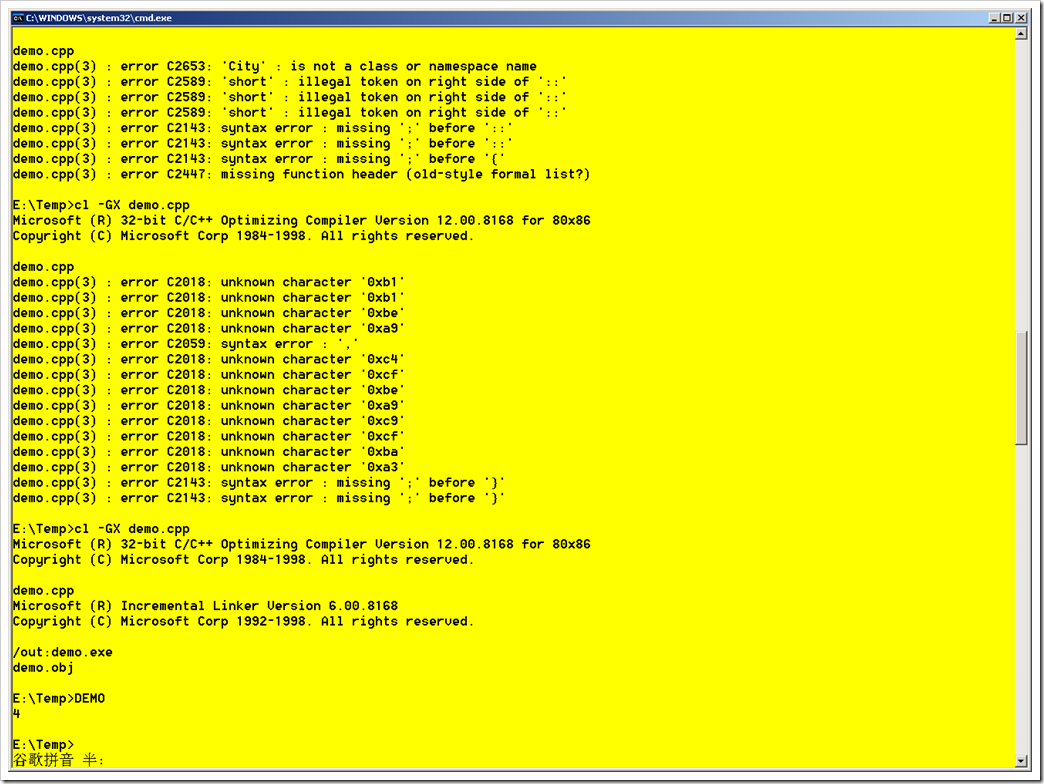 C:\WINDOWS\system32\cmd.exe
demo.cpp
demo.cpp(3) : error C2653: 'City' : is not a class or namespace name
demo.cpp(3) : error C2589: 'short' : illegal token on right side of '::'
demo.cpp(3) : error C2589: 'short' : illegal token on right side of '::'
demo.cpp(3) : error C2589: 'short' : illegal token on right side of '::'
demo.cpp(3) : error C2143: syntax error : missing ';' before '::'
demo.cpp(3) : error C2143: syntax error : missing ';' before '::'
demo.cpp(3) : error C2143: syntax error : missing ';' before '{'
demo.cpp(3) : error C2447: missing function header (old-style formal list?)
E:\Temp>cl -GX demo.cpp
Microsoft (R) 32-bit C/C++ Optimizing Compiler Version 12.00.8168 for 80x86
Copyright (C) Microsoft Corp 1984-1998. All rights reserved.
demo.cpp
demo.cpp(3) : error C2018: unknown character '0xb1'
demo.cpp(3) : error C2018: unknown character '0xb1'
demo.cpp(3) : error C2018: unknown character '0xbe'
demo.cpp(3) : error C2018: unknown character '0xa9'
demo.cpp(3) : error C2059: syntax error : ','
demo.cpp(3) : error C2018: unknown character '0xc4'
demo.cpp(3) : error C2018: unknown character '0xcf'
demo.cpp(3) : error C2018: unknown character '0xbe'
demo.cpp(3) : error C2018: unknown character '0xa9'
demo.cpp(3) : error C2018: unknown character '0xc9'
demo.cpp(3) : error C2018: unknown character '0xcf'
demo.cpp(3) : error C2018: unknown character '0xba'
demo.cpp(3) : error C2018: unknown character '0xa3'
demo.cpp(3) : error C2143: syntax error : missing ';' before '}'
demo.cpp(3) : error C2143: syntax error : missing ';' before '}'
E:\Temp>cl -GX demo.cpp
Microsoft (R) 32-bit C/C++ Optimizing Compiler Version 12.00.8168 for 80x86
Copyright (C) Microsoft Corp 1984-1998. All rights reserved.
demo.cpp
Microsoft (R) Incremental Linker Version 6.00.8168
Copyright (C) Microsoft Corp 1992-1998. All rights reserved.
/out:demo.exe
demo.obj
E:\Temp>DEMO
4
E:\Temp>
谷歌拼音 半: